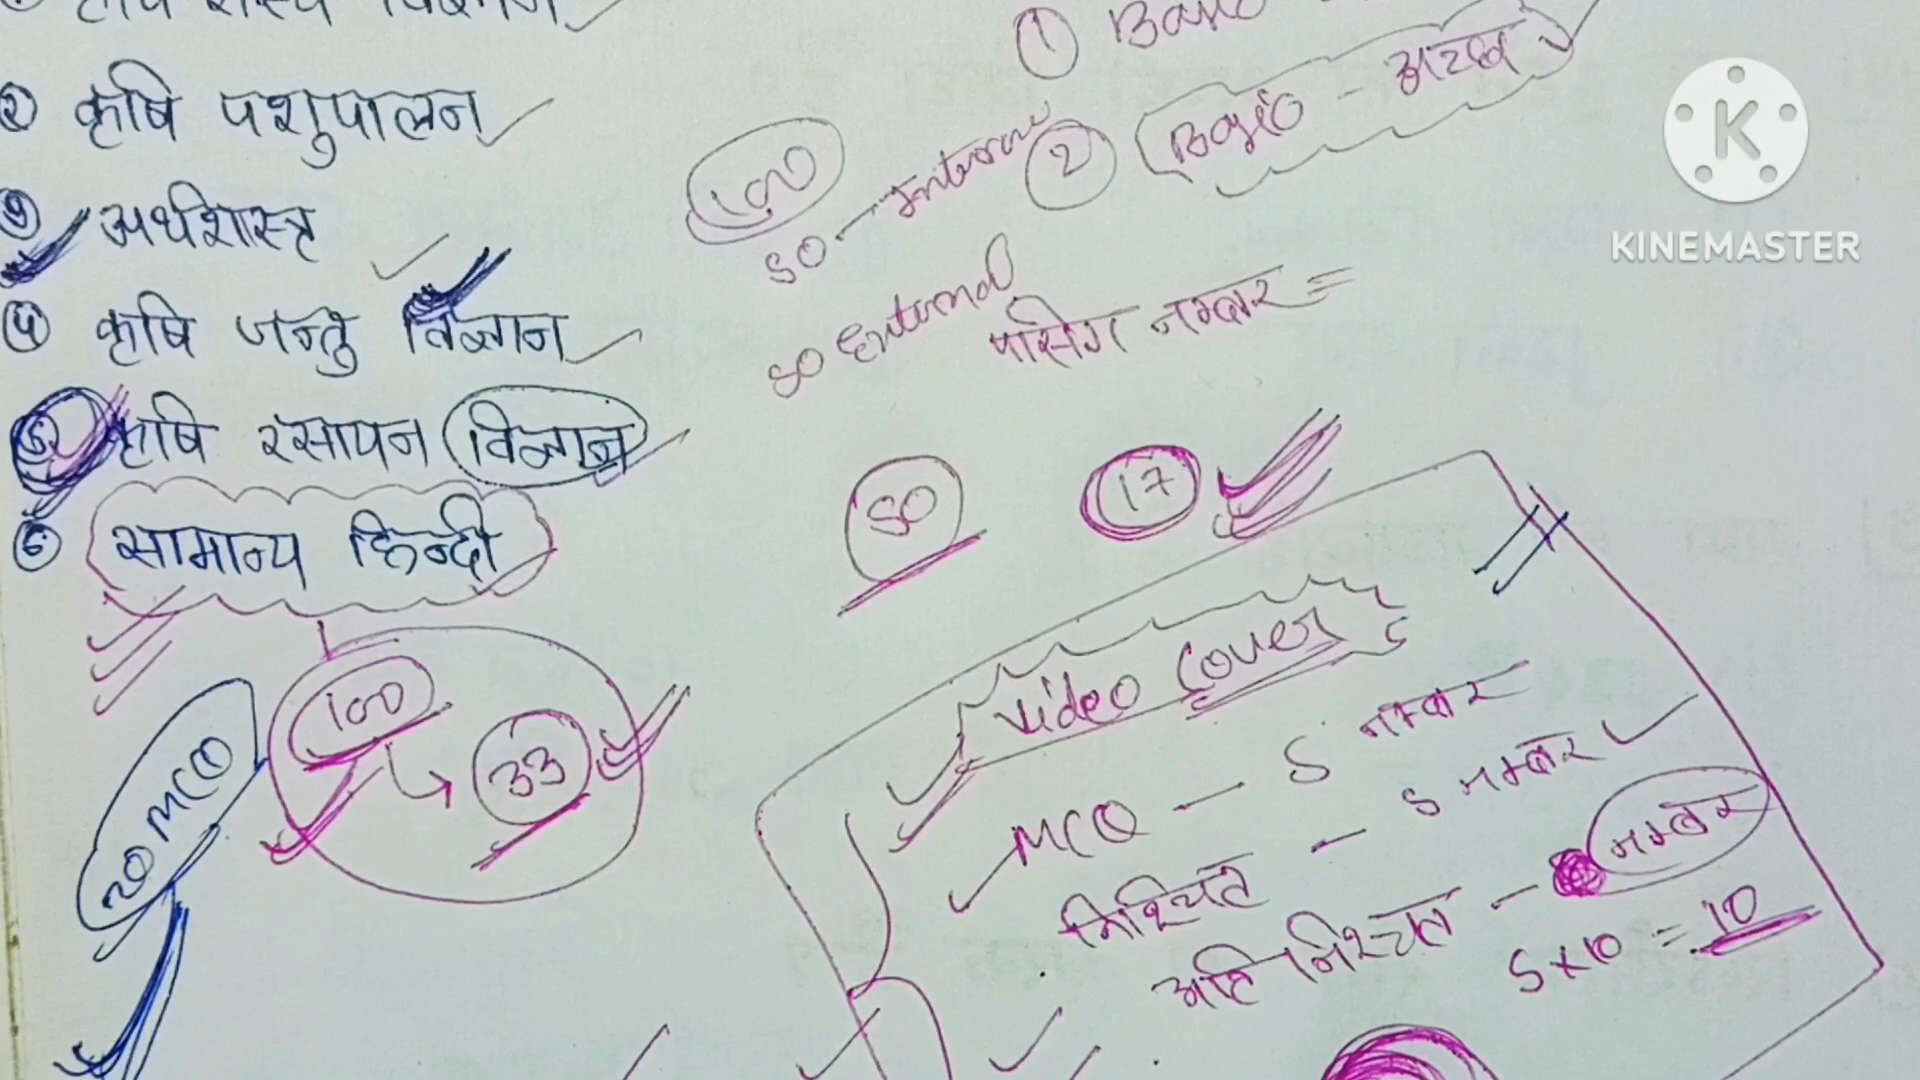 कृषि शस्य विज्ञान
② कृषि पशुपालन
③ अर्थशास्त्र
④ कृषि जन्तु विज्ञान
⑤ कृषि रसायन विज्ञान
⑥ सामान्य हिन्दी
100
33
20 MCQ
① Basic
② Basic - अच्छे
100
50 - Internal
50 External
पासिंग नम्बर =
50
17
Video Cover
MCQ - 5 नम्बर
निश्चित - 5 नम्बर
अति निश्चित - नम्बर
5 x 10 = 10
K
KINEMASTER